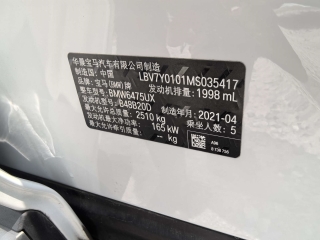 华晨宝马汽车有限公司制造
制造国: 中国 LBV7Y0101MS035417
品牌: 宝马(BMW)牌 发动机排量: 1998 mL
整车型号: BMW6475UX
发动机型号: B48B20D 制造年月: 2021-04
最大允许总质量: 2510 kg 乘坐人数: 5
发动机最大净功率: 165 kW
-- kg